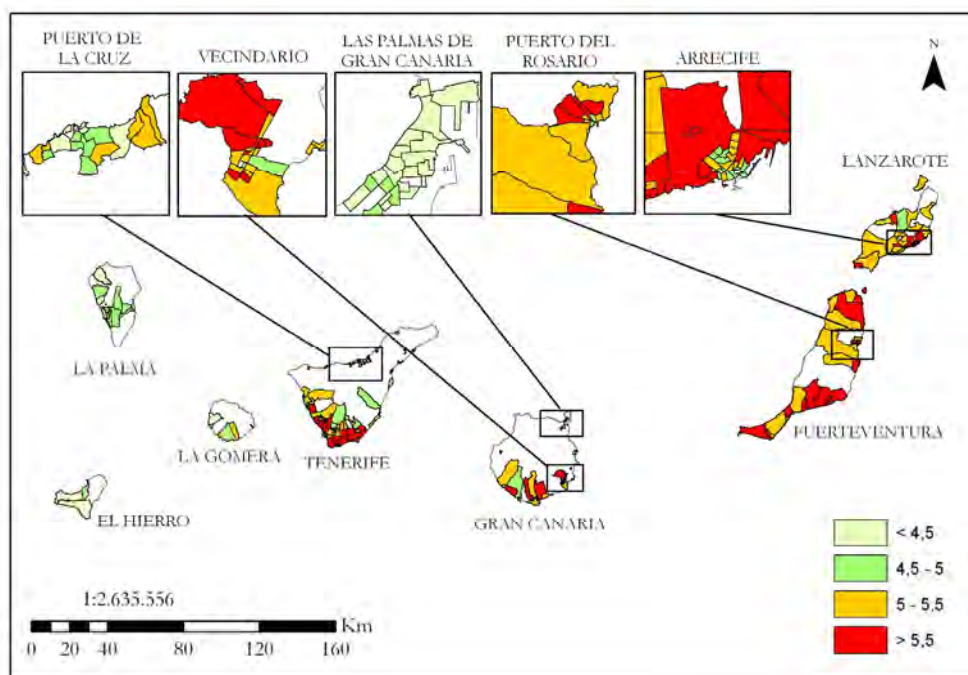 PUERTO DE
LA CRUZ
VECINDARIO
LAS PALMAS DE
GRAN CANARIA
PUERTO DEL
ROSARIO
ARRECIFE
N
LANZAROTE
LA PALMA
LA GOMERA
TENERIFE
FUERTEVENTURA
EL HIERRO
GRAN CANARIA
< 4,5
4,5 - 5
5 - 5,5
> 5,5
1:2.635.556
Km
0 20 40 80 120 160